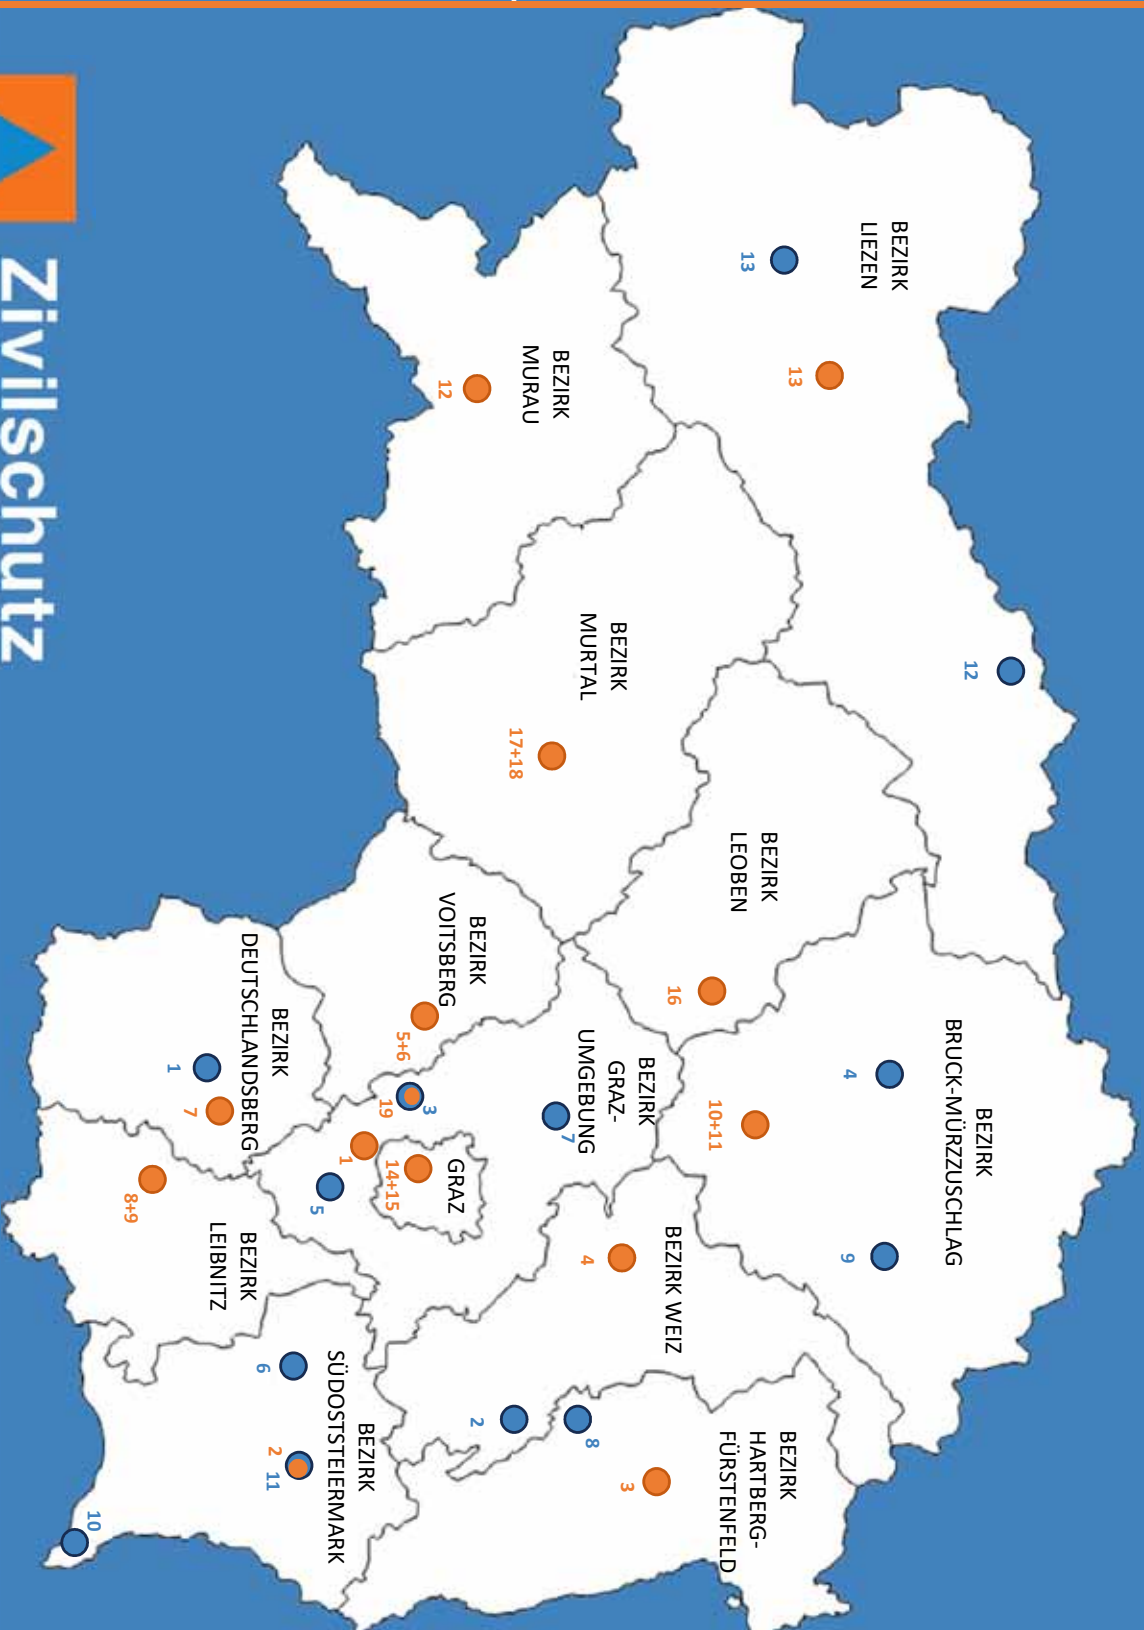 Zivilschutz
BEZIRK
LIEZEN
13
13
12
BEZIRK
MURAU
12
BEZIRK
MURTAL
17+18
BEZIRK
LEOBEN
16
BEZIRK
BRUCK-MÜRZZUSCHLAG
4
10+11
9
BEZIRK
VOITSBERG
5+6
BEZIRK
GRAZ-
UMGEBUNG
7
3
19
1
5
GRAZ
14+15
BEZIRK WEIZ
4
2
BEZIRK
HARTBERG-
FÜRSTENFELD
8
3
BEZIRK
DEUTSCHLANDSBERG
1
7
BEZIRK
LEIBNITZ
8+9
BEZIRK
SÜDOSTSTEIERMARK
6
2
11
10